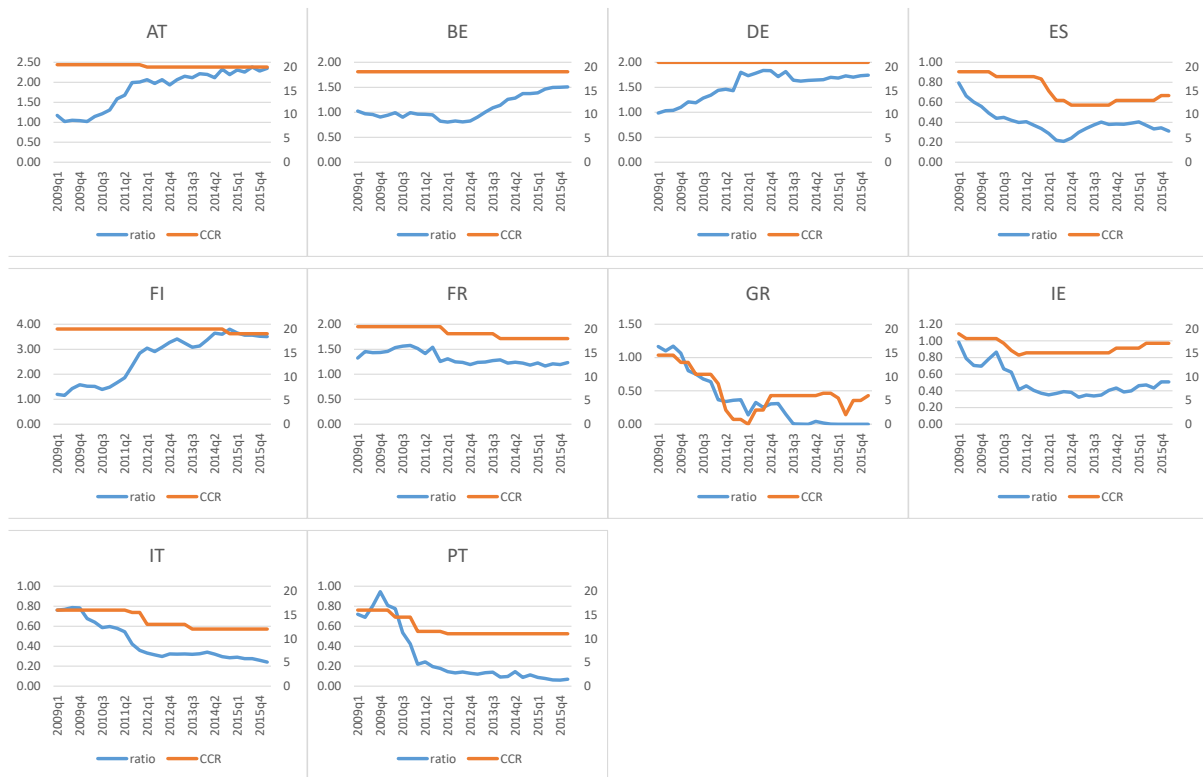 AT
2.50
2.00
1.50
1.00
0.50
0.00
20
15
10
5
0
2009q1
2009q4
2010q3
2011q2
2012q1
2012q4
2013q3
2014q2
2015q1
2015q4
ratio
CCR
BE
2.00
1.50
1.00
0.50
0.00
20
15
10
5
0
2009q1
2009q4
2010q3
2011q2
2012q1
2012q4
2013q3
2014q2
2015q1
2015q4
ratio
CCR
DE
2.00
1.50
1.00
0.50
0.00
20
15
10
5
0
2009q1
2009q4
2010q3
2011q2
2012q1
2012q4
2013q3
2014q2
2015q1
2015q4
ratio
CCR
ES
1.00
0.80
0.60
0.40
0.20
0.00
20
15
10
5
0
2009q1
2009q4
2010q3
2011q2
2012q1
2012q4
2013q3
2014q2
2015q1
2015q4
ratio
CCR
FI
4.00
3.00
2.00
1.00
0.00
20
15
10
5
0
2009q1
2009q4
2010q3
2011q2
2012q1
2012q4
2013q3
2014q2
2015q1
2015q4
ratio
CCR
FR
2.00
1.50
1.00
0.50
0.00
20
15
10
5
0
2009q1
2009q4
2010q3
2011q2
2012q1
2012q4
2013q3
2014q2
2015q1
2015q4
ratio
CCR
GR
1.50
1.00
0.50
0.00
20
15
10
5
0
2009q1
2009q4
2010q3
2011q2
2012q1
2012q4
2013q3
2014q2
2015q1
2015q4
ratio
CCR
IE
1.20
1.00
0.80
0.60
0.40
0.20
0.00
20
15
10
5
0
2009q1
2009q4
2010q3
2011q2
2012q1
2012q4
2013q3
2014q2
2015q1
2015q4
ratio
CCR
IT
1.00
0.80
0.60
0.40
0.20
0.00
20
15
10
5
0
2009q1
2009q4
2010q3
2011q2
2012q1
2012q4
2013q3
2014q2
2015q1
2015q4
ratio
CCR
PT
1.00
0.80
0.60
0.40
0.20
0.00
20
15
10
5
0
2009q1
2009q4
2010q3
2011q2
2012q1
2012q4
2013q3
2014q2
2015q1
2015q4
ratio
CCR